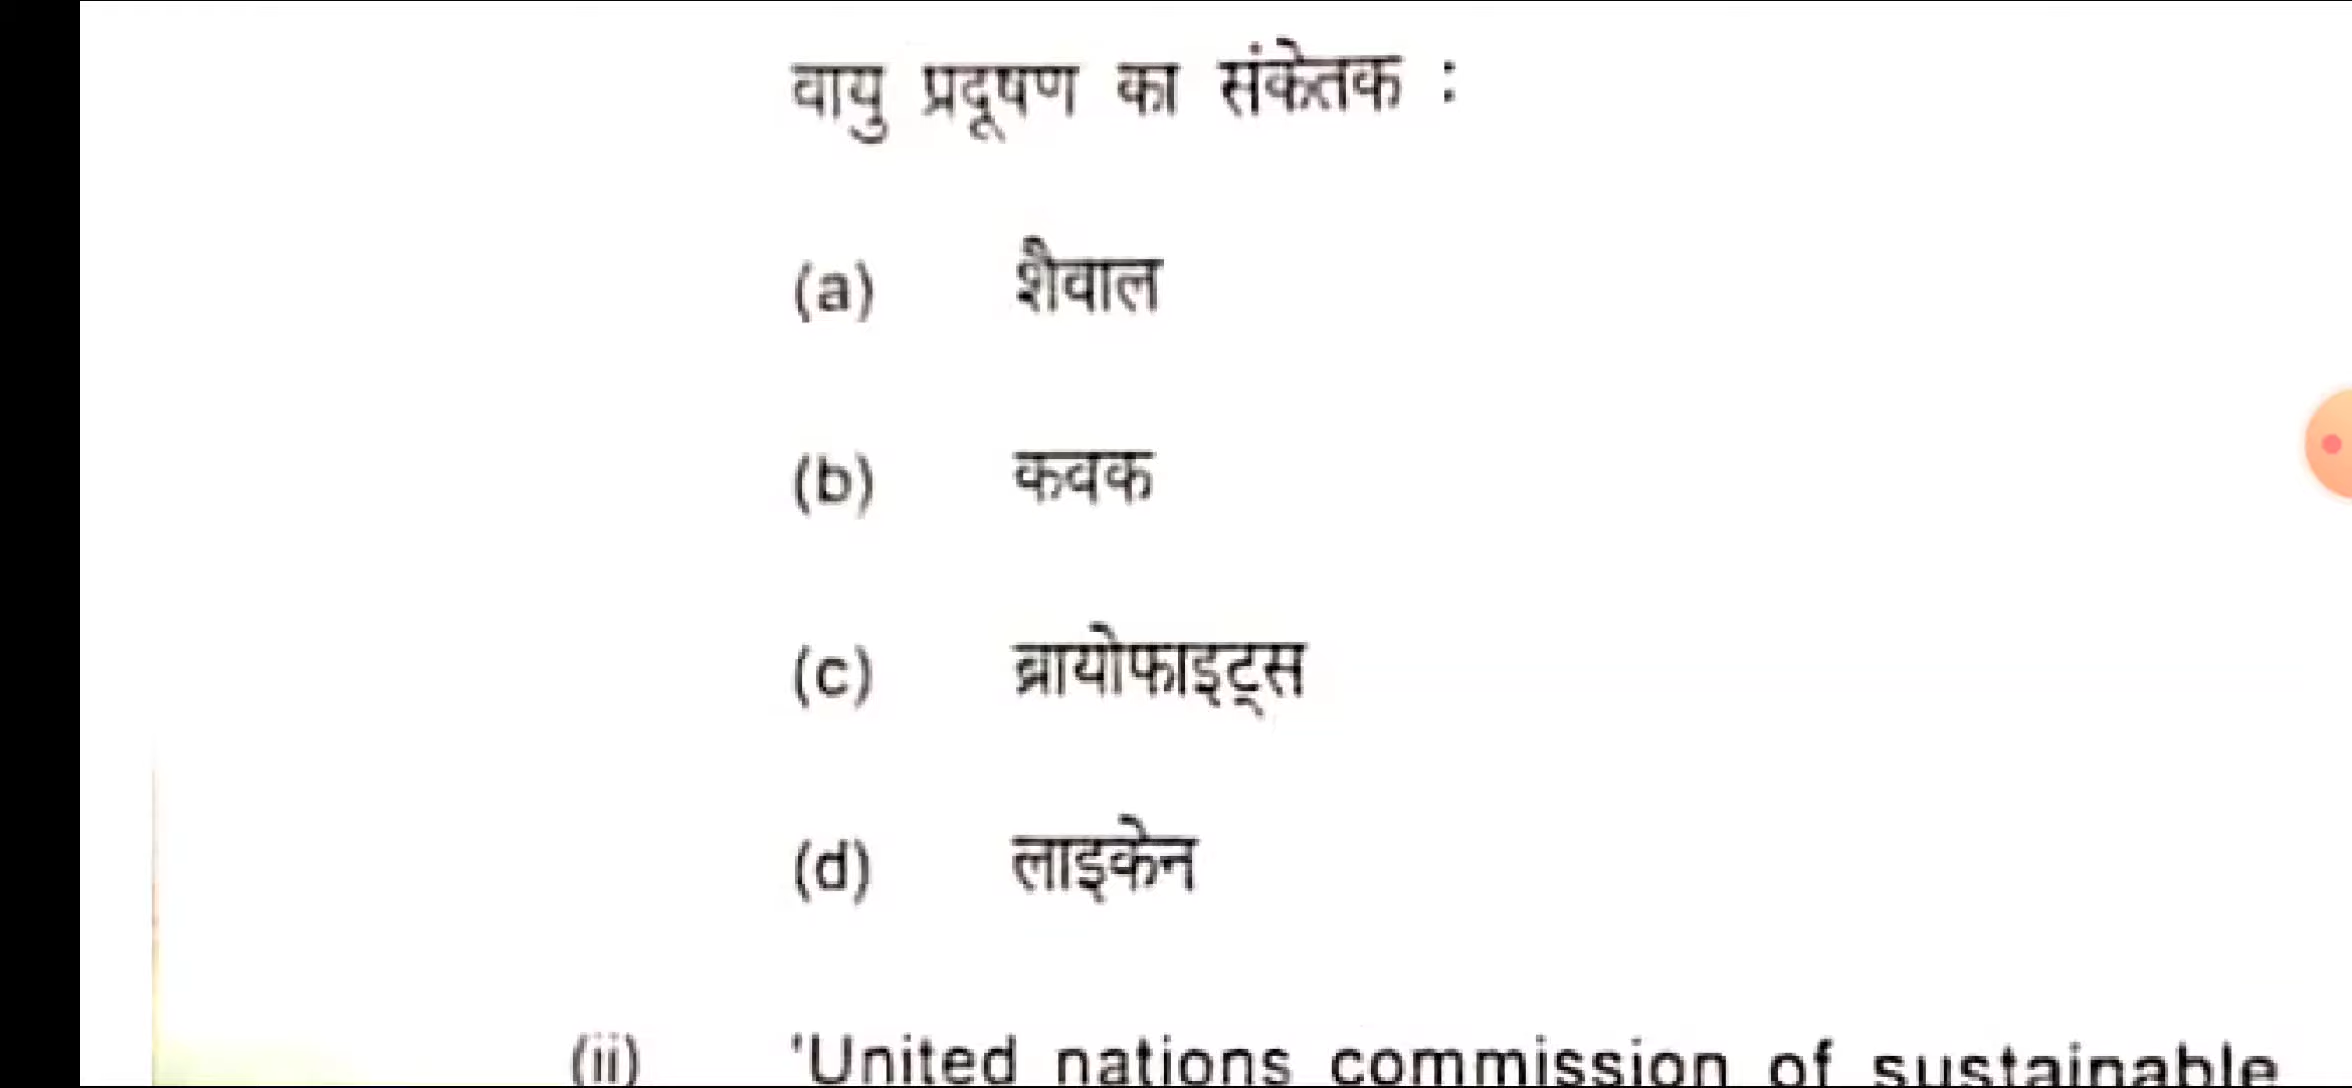 वायु प्रदूषण का संकेतक :
(a) शैवाल
(b) कवक
(c) ब्रायोफाइट्स
(d) लाइकेन
(ii) 'United nations commission of sustainable